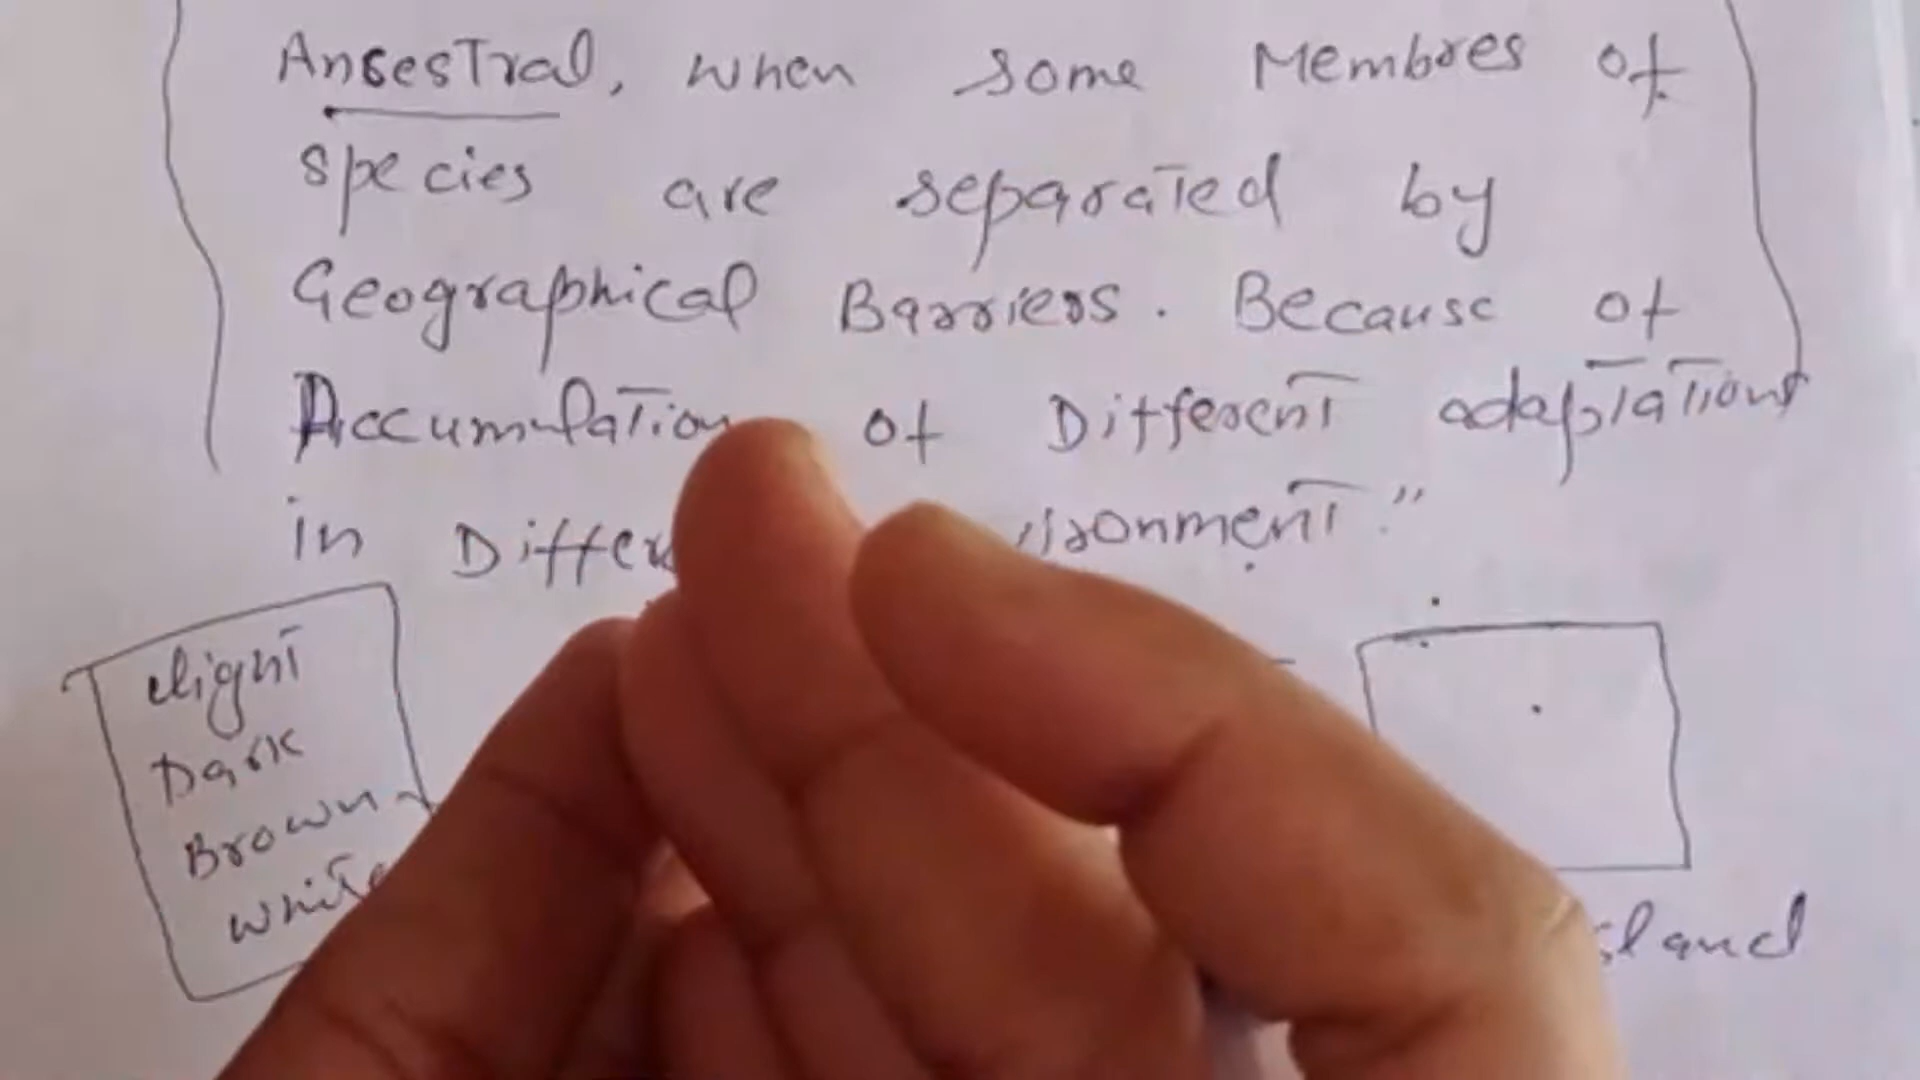 Ancestral, when some Membres of
species are separated by
Geographical Barriers. Because of
Accumulation of Different adaptations
in Differ ironment."
Light
Dark
Brown
White
sland